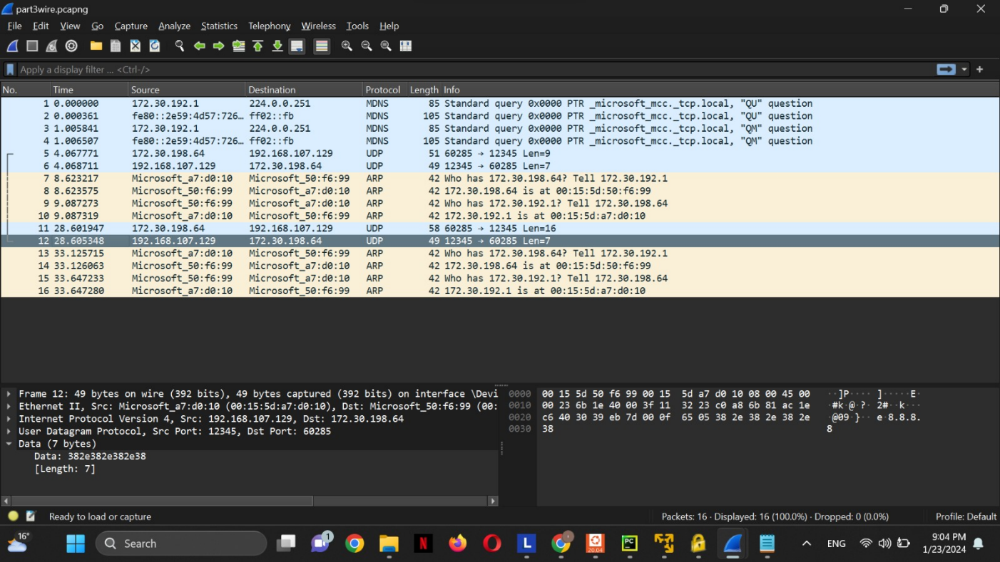 part3wire.pcapng
File Edit View Go Capture Analyze Statistics Telephony Wireless Tools Help
Apply a display filter ... <Ctrl-/>
No. Time Source Destination Protocol Length Info
1 0.000000 172.30.192.1 224.0.0.251 MDNS 85 Standard query 0x0000 PTR _microsoft_mcc._tcp.local, "QU" question
2 0.000361 fe80::2e59:4d57:726… ff02::fb MDNS 105 Standard query 0x0000 PTR _microsoft_mcc._tcp.local, "QU" question
3 1.005841 172.30.192.1 224.0.0.251 MDNS 85 Standard query 0x0000 PTR _microsoft_mcc._tcp.local, "QM" question
4 1.006507 fe80::2e59:4d57:726… ff02::fb MDNS 105 Standard query 0x0000 PTR _microsoft_mcc._tcp.local, "QM" question
5 4.067771 172.30.198.64 192.168.107.129 UDP 51 60285 → 12345 Len=9
6 4.068711 192.168.107.129 172.30.198.64 UDP 49 12345 → 60285 Len=7
7 8.623217 Microsoft_a7:d0:10 Microsoft_50:f6:99 ARP 42 Who has 172.30.198.64? Tell 172.30.192.1
8 8.623575 Microsoft_50:f6:99 Microsoft_a7:d0:10 ARP 42 172.30.198.64 is at 00:15:5d:50:f6:99
9 9.087273 Microsoft_50:f6:99 Microsoft_a7:d0:10 ARP 42 Who has 172.30.192.1? Tell 172.30.198.64
10 9.087319 Microsoft_a7:d0:10 Microsoft_50:f6:99 ARP 42 172.30.192.1 is at 00:15:5d:a7:d0:10
11 28.601947 172.30.198.64 192.168.107.129 UDP 58 60285 → 12345 Len=16
12 28.605348 192.168.107.129 172.30.198.64 UDP 49 12345 → 60285 Len=7
13 33.125715 Microsoft_a7:d0:10 Microsoft_50:f6:99 ARP 42 Who has 172.30.198.64? Tell 172.30.192.1
14 33.126063 Microsoft_50:f6:99 Microsoft_a7:d0:10 ARP 42 172.30.198.64 is at 00:15:5d:50:f6:99
15 33.647233 Microsoft_50:f6:99 Microsoft_a7:d0:10 ARP 42 Who has 172.30.192.1? Tell 172.30.198.64
16 33.647280 Microsoft_a7:d0:10 Microsoft_50:f6:99 ARP 42 172.30.192.1 is at 00:15:5d:a7:d0:10
Frame 12: 49 bytes on wire (392 bits), 49 bytes captured (392 bits) on interface \Devi
Ethernet II, Src: Microsoft_a7:d0:10 (00:15:5d:a7:d0:10), Dst: Microsoft_50:f6:99 (00:
Internet Protocol Version 4, Src: 192.168.107.129, Dst: 172.30.198.64
User Datagram Protocol, Src Port: 12345, Dst Port: 60285
Data (7 bytes)
Data: 382e382e382e38
[Length: 7]
0000 00 15 5d 50 f6 99 00 15 5d a7 d0 10 08 00 45 00 ··]P···· ]·····E·
0010 00 23 6b 1e 40 00 3f 11 32 23 c0 a8 6b 81 ac 1e ·#k·@·?· 2#··k···
0020 c6 40 30 39 eb 7d 00 0f 65 05 38 2e 38 2e 38 2e ·@09·}·· e·8.8.8.
0030 38 8
Ready to load or capture
Packets: 16 · Displayed: 16 (100.0%) · Dropped: 0 (0.0%)
Profile: Default
16°
Search
1
L
N
20.04
PC
ENG
9:04 PM
1/23/2024